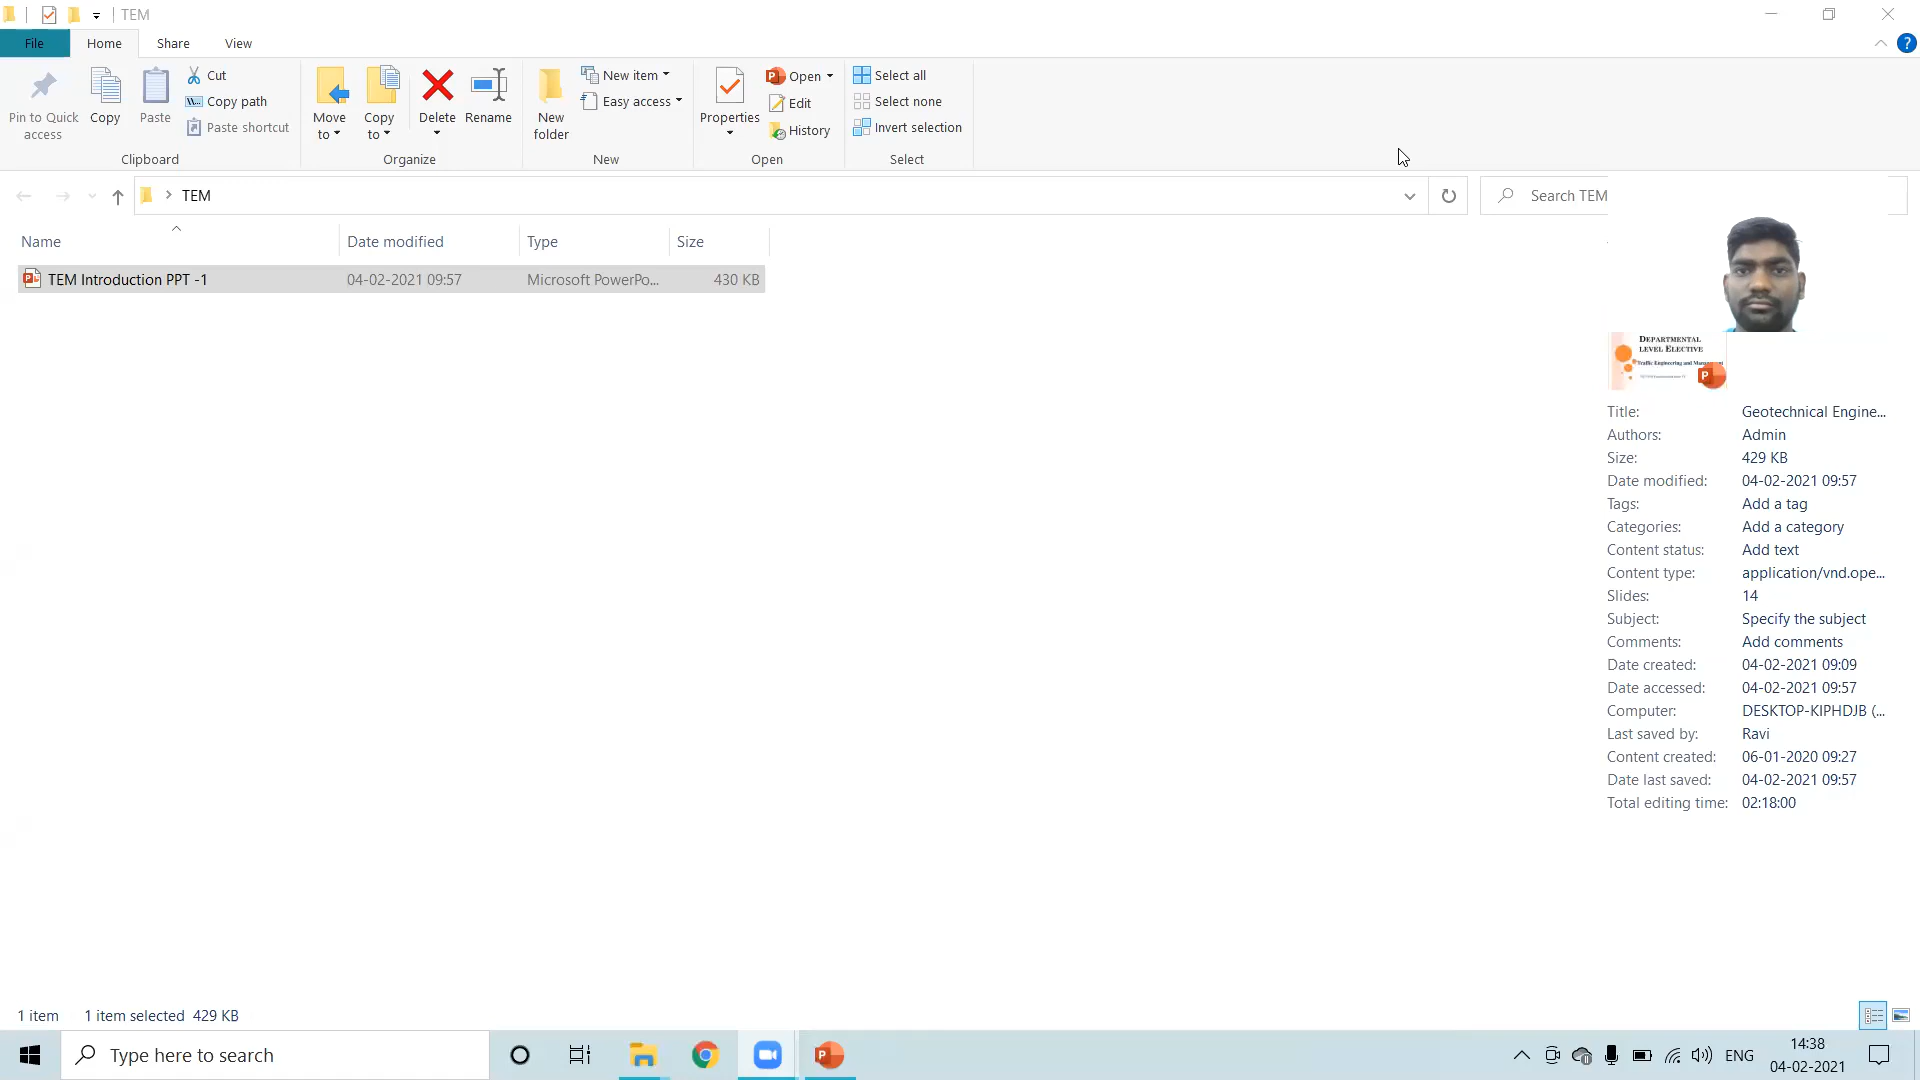 TEM
File Home Share View
Pin to Quick access
Copy
Paste
Cut
Copy path
Paste shortcut
Clipboard
Move to
Copy to
Delete
Rename
Organize
New folder
New item
Easy access
New
Properties
Open
Edit
History
Open
Select all
Select none
Invert selection
Select
TEM
Search TEM
Name Date modified Type Size
TEM Introduction PPT -1 04-02-2021 09:57 Microsoft PowerPo... 430 KB
DEPARTMENTAL
LEVEL ELECTIVE
Traffic Engineering and
Title: Geotechnical Engine...
Authors: Admin
Size: 429 KB
Date modified: 04-02-2021 09:57
Tags: Add a tag
Categories: Add a category
Content status: Add text
Content type: application/vnd.ope...
Slides: 14
Subject: Specify the subject
Comments: Add comments
Date created: 04-02-2021 09:09
Date accessed: 04-02-2021 09:57
Computer: DESKTOP-KIPHDJB (...
Last saved by: Ravi
Content created: 06-01-2020 09:27
Date last saved: 04-02-2021 09:57
Total editing time: 02:18:00
1 item 1 item selected 429 KB
Type here to search
ENG
14:38
04-02-2021